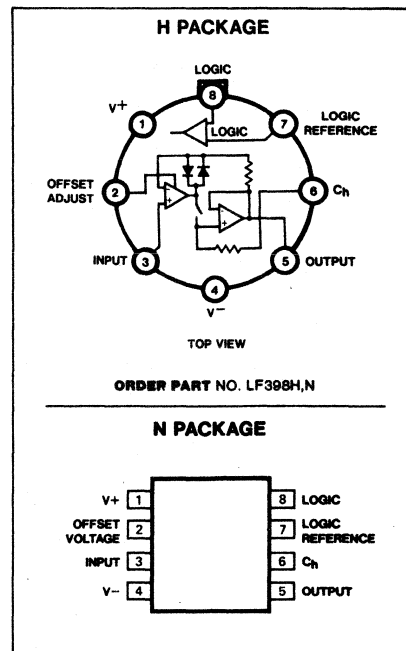 H PACKAGE
LOGIC
8
V+
1
LOGIC
7
LOGIC
REFERENCE
OFFSET
ADJUST
2
6
Ch
INPUT
3
5
OUTPUT
4
V−
TOP VIEW
ORDER PART NO. LF398H,N
N PACKAGE
V+ 1
8 LOGIC
OFFSET
VOLTAGE
2
7
LOGIC
REFERENCE
INPUT 3
6 Ch
V− 4
5 OUTPUT